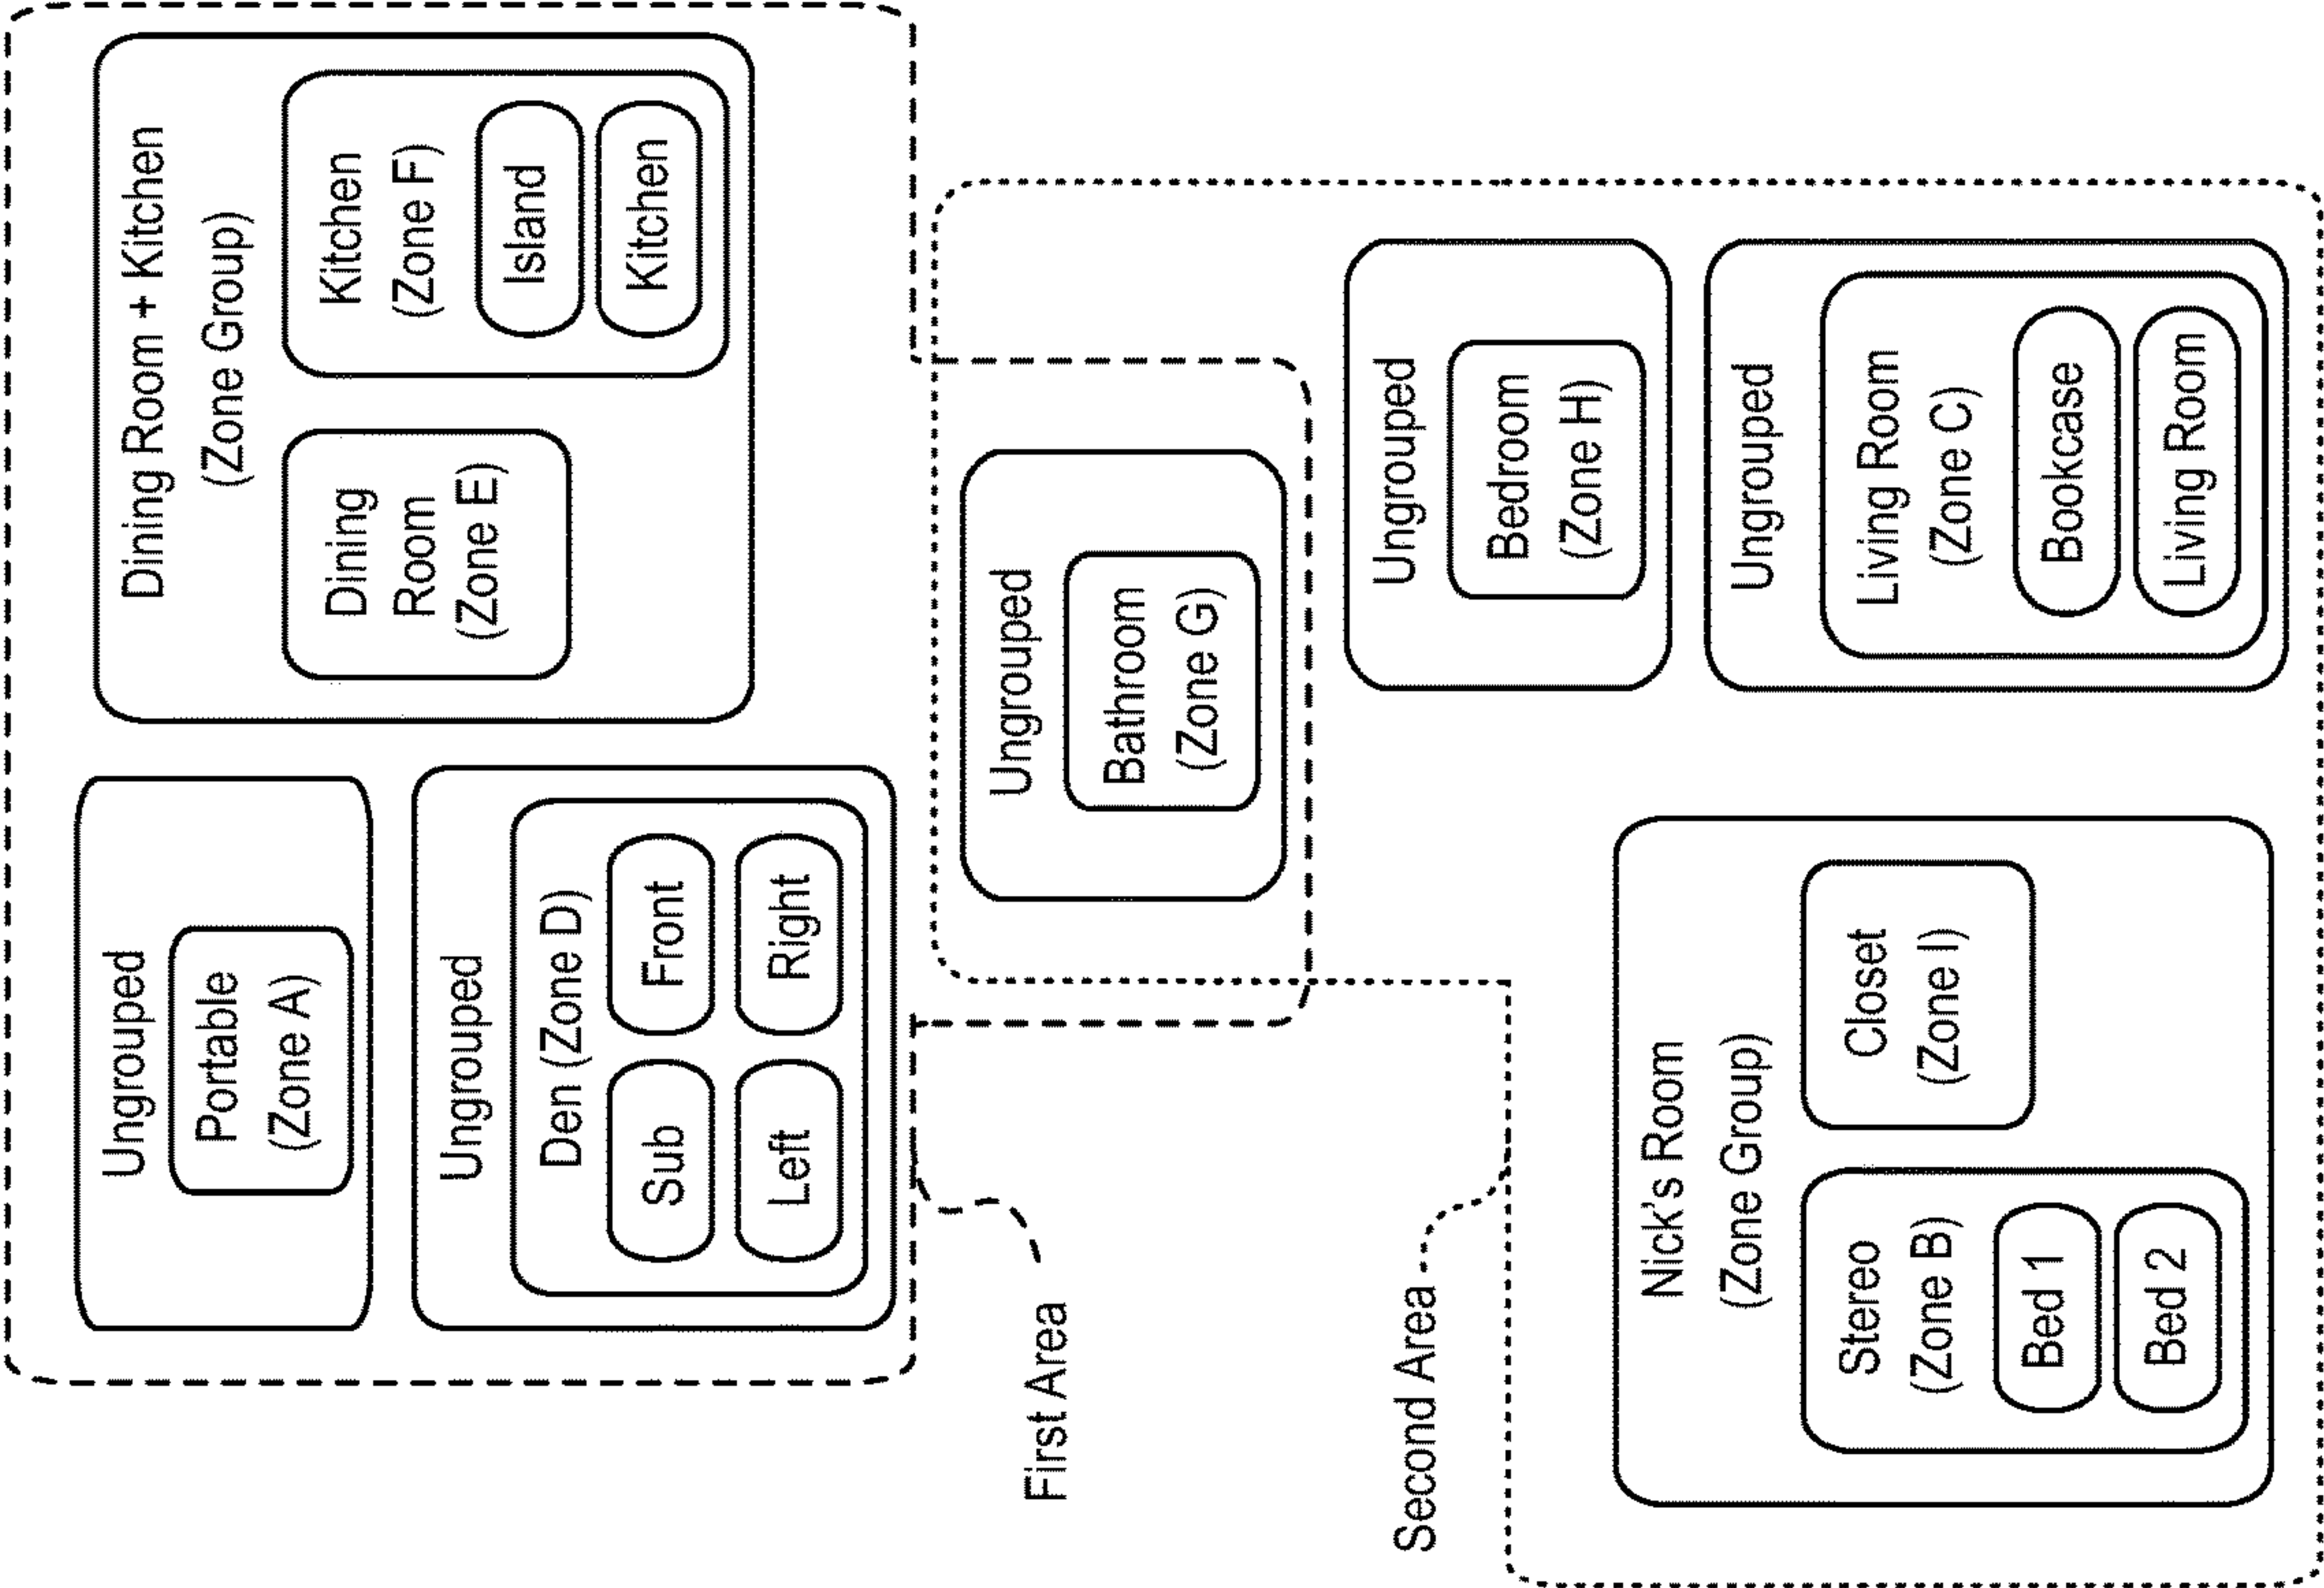 Ungrouped
Portable
(Zone A)
Ungrouped
Den (Zone D)
Sub
Front
Left
Right
Dining Room + Kitchen
(Zone Group)
Dining
Room
(Zone E)
Kitchen
(Zone F)
Island
Kitchen
Ungrouped
Bathroom
(Zone G)
First Area
Second Area
Ungrouped
Bedroom
(Zone H)
Nick's Room
(Zone Group)
Stereo
(Zone B)
Bed 1
Bed 2
Closet
(Zone I)
Ungrouped
Living Room
(Zone C)
Bookcase
Living Room